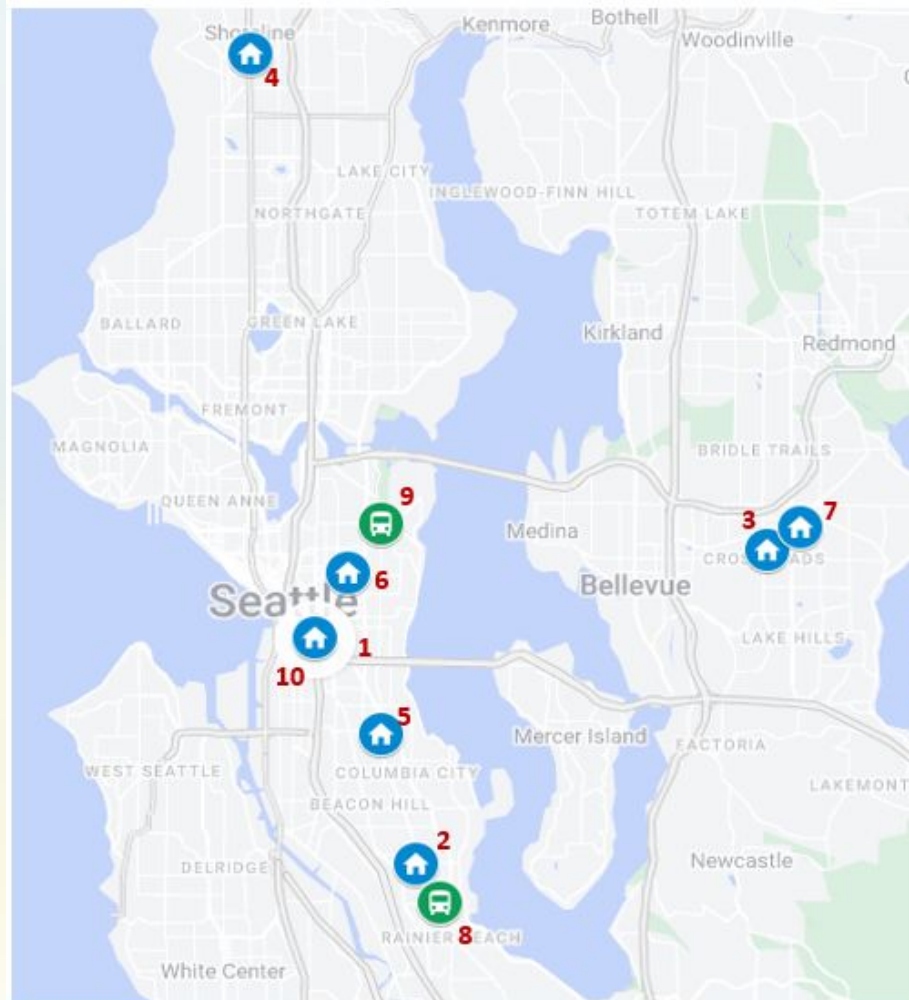 Shoreline
Kenmore
Bothell
Woodinville
4
LAKE CITY
INGLEWOOD-FINN HILL
NORTHGATE
TOTEM LAKE
BALLARD
GREEN LAKE
Kirkland
Redmond
FREMONT
MAGNOLIA
BRIDLE TRAILS
QUEEN ANNE
9
3
7
Medina
6
Bellevue
Seattle
LAKE HILLS
1
10
5
Mercer Island
FACTORIA
WEST SEATTLE
COLUMBIA CITY
LAKEMONT
BEACON HILL
2
Newcastle
DELRIDGE
RAINIER BEACH
8
White Center